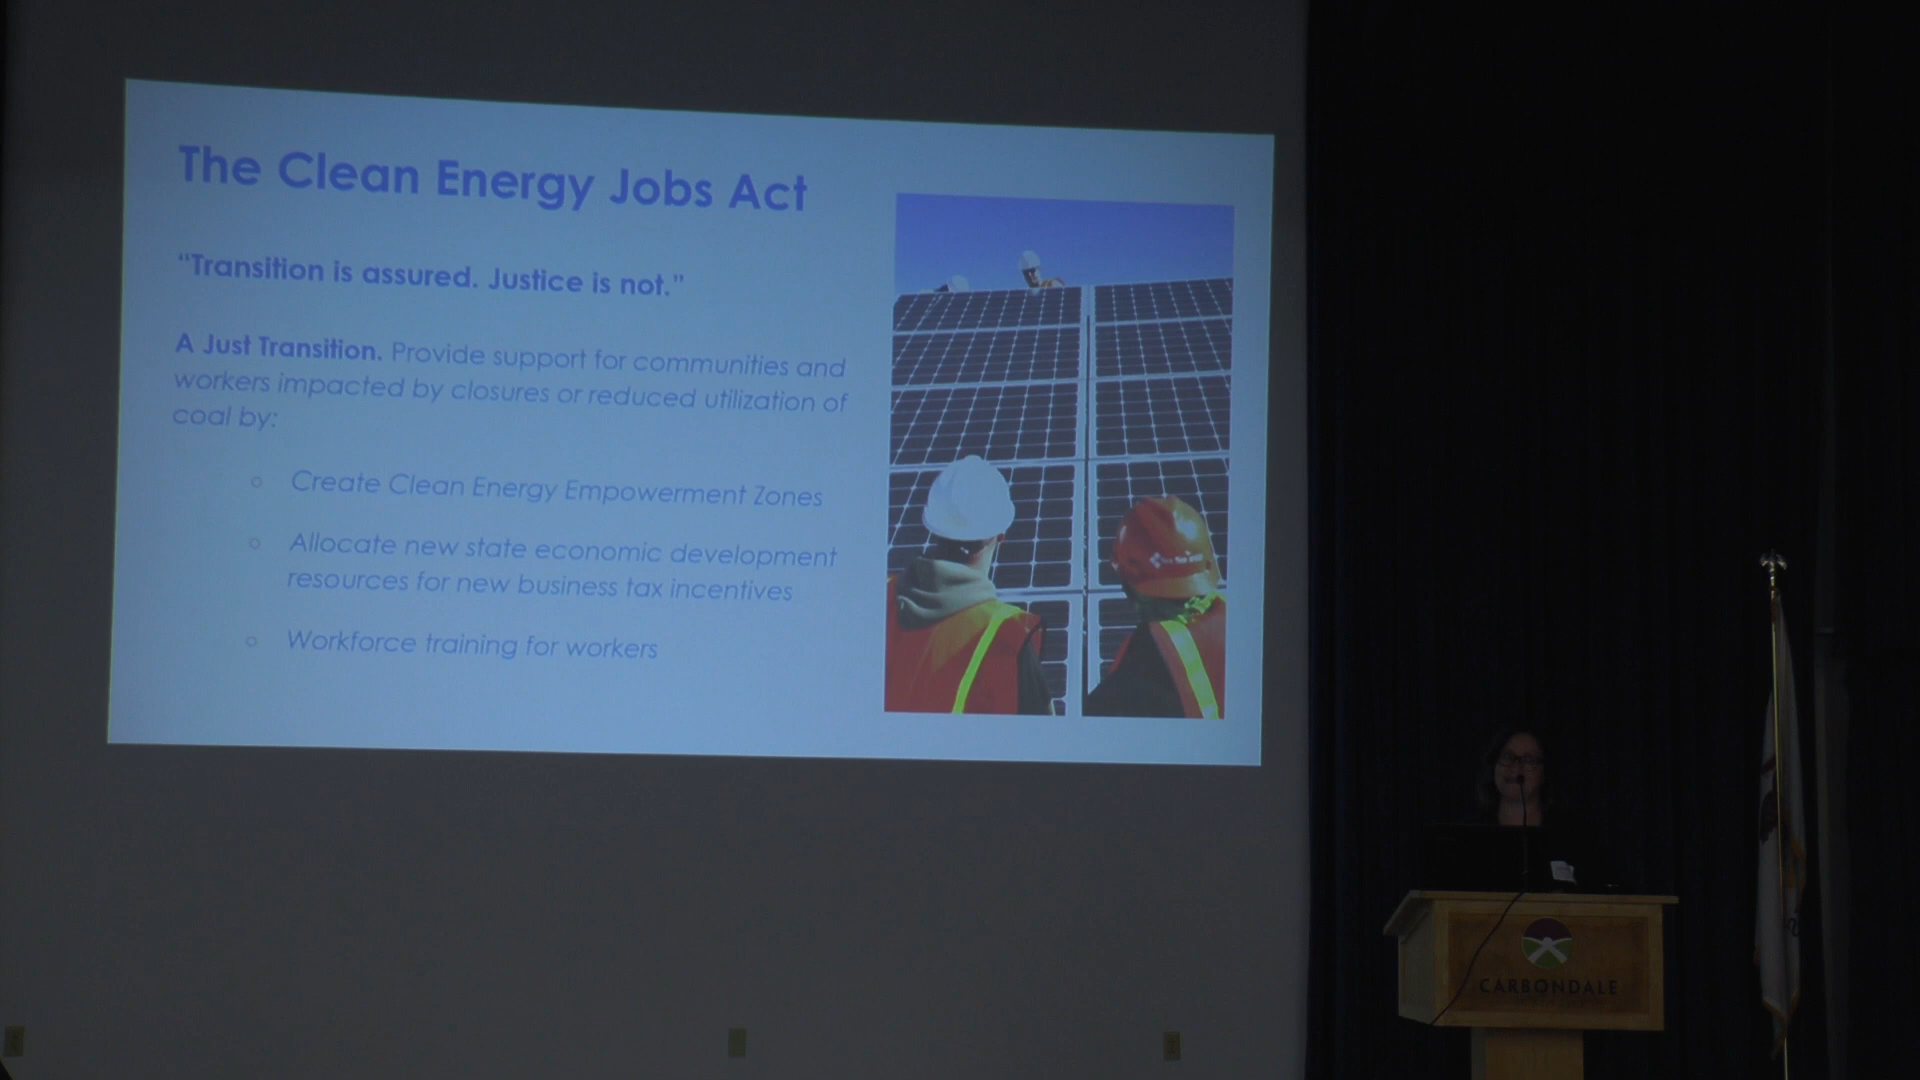 The Clean Energy Jobs Act
“Transition is assured. Justice is not.”
A Just Transition. Provide support for communities and
workers impacted by closures or reduced utilization of
coal by:
Create Clean Energy Empowerment Zones
Allocate new state economic development
resources for new business tax incentives
Workforce training for workers
CARBONDALE